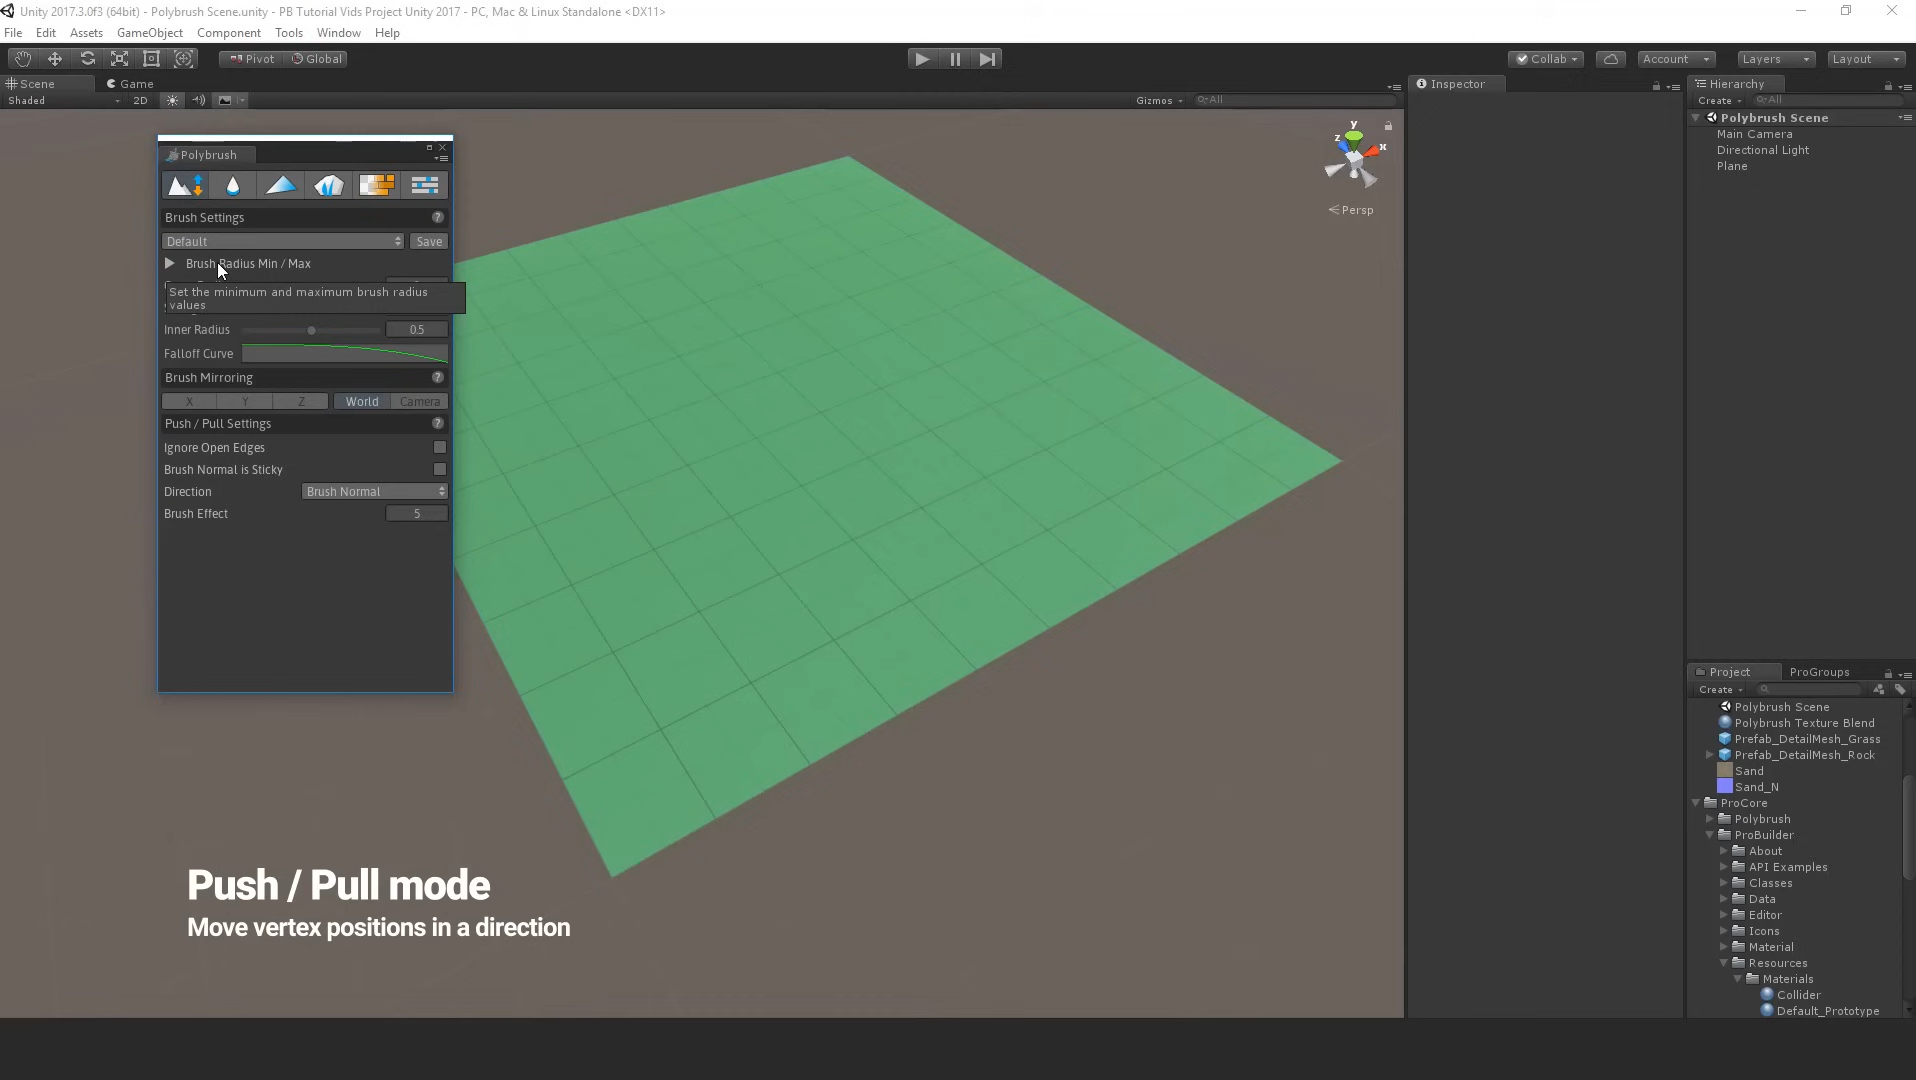 Unity 2017.3.0f3 (64bit) - Polybrush Scene.unity - PB Tutorial Vids Project Unity 2017 - PC, Mac & Linux Standalone <DX11>
File Edit Assets GameObject Component Tools Window Help
Pivot Global Collab Account Layers Layout
Scene Game
Shaded 2D Gizmos All
Inspector
Hierarchy
Create All
Polybrush Scene
Main Camera
Directional Light
Plane
y
z
x
Persp
Polybrush
Brush Settings ?
Default Save
Brush Radius Min / Max
Set the minimum and maximum brush radius
values
Inner Radius 0.5
Falloff Curve
Brush Mirroring ?
X Y Z World Camera
Push / Pull Settings ?
Ignore Open Edges
Brush Normal is Sticky
Direction Brush Normal
Brush Effect 5
Push / Pull mode
Move vertex positions in a direction
Project ProGroups
Create
Polybrush Scene
Polybrush Texture Blend
Prefab_DetailMesh_Grass
Prefab_DetailMesh_Rock
Sand
Sand_N
ProCore
Polybrush
ProBuilder
About
API Examples
Classes
Data
Editor
Icons
Material
Resources
Materials
Collider
Default_Prototype